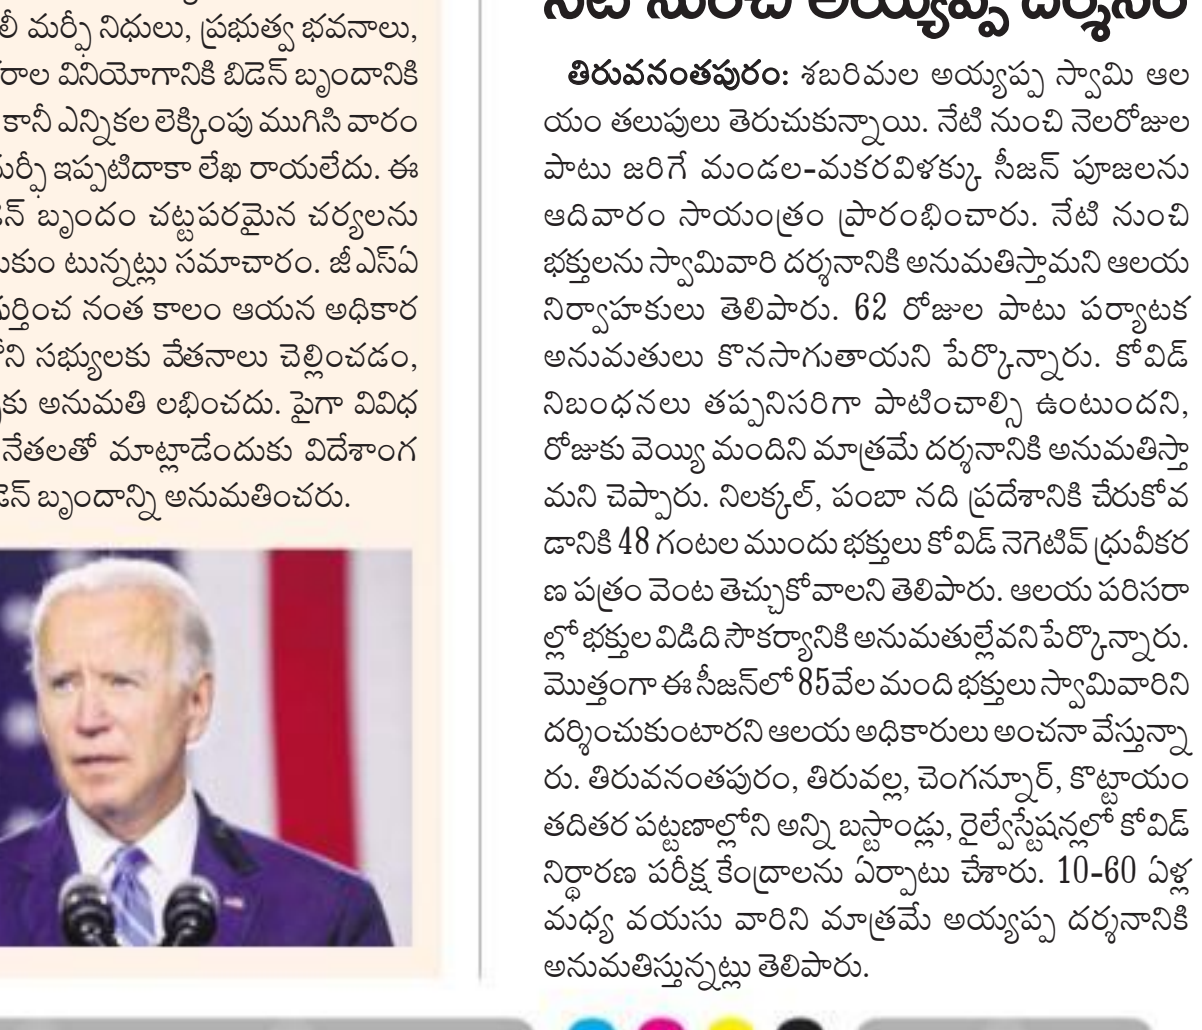 లీ మర్ఫీ నిధులు, ప్రభుత్వ భవనాలు,
వినియోగానికి బిడెన్ బృందానికి
కానీ ఎన్నికల లెక్కింపు ముగిసి వారం
ఇప్పటిదాకా లేఖ రాయలేదు. ఈ
బృందం చట్టపరమైన చర్యలను
టున్నట్లు సమాచారం. జీఎస్ఏ
నంత కాలం ఆయన అధికార
సభ్యులకు వేతనాలు చెల్లించడం,
అనుమతి లభించదు. పైగా వివిధ
నేతలతో మాట్లాడేందుకు విదేశాంగ
బృందాన్ని అనుమతించరు.
నేటి నుంచి అయ్యప్ప దర్శనం
తిరువనంతపురం: శబరిమల అయ్యప్ప స్వామి ఆల
యం తలుపులు తెరుచుకున్నాయి. నేటి నుంచి నెలరోజుల
పాటు జరిగే మండల-మకరవిళక్కు సీజన్ పూజలను
ఆదివారం సాయంత్రం ప్రారంభించారు. నేటి నుంచి
భక్తులను స్వామివారి దర్శనానికి అనుమతిస్తామని ఆలయ
నిర్వాహకులు తెలిపారు. 62 రోజుల పాటు పర్యాటక
అనుమతులు కొనసాగుతాయని పేర్కొన్నారు. కోవిడ్
నిబంధనలు తప్పనిసరిగా పాటించాల్సి ఉంటుందని,
రోజుకు వెయ్యి మందిని మాత్రమే దర్శనానికి అనుమతిస్తా
మని చెప్పారు. నిలక్కల్, పంబా నది ప్రదేశానికి చేరుకోవ
డానికి 48 గంటల ముందు భక్తులు కోవిడ్ నెగెటివ్ ధ్రువీకర
ణ పత్రం వెంట తెచ్చుకోవాలని తెలిపారు. ఆలయ పరిసరా
ల్లో భక్తుల విడిది సౌకర్యానికి అనుమతుల్లేవని పేర్కొన్నారు.
మొత్తంగా ఈ సీజన్‌లో 85వేల మంది భక్తులు స్వామివారిని
దర్శించుకుంటారని ఆలయ అధికారులు అంచనా వేస్తున్నా
రు. తిరువనంతపురం, తిరువల్ల, చెంగన్నూర్, కొట్టాయం
తదితర పట్టణాల్లోని అన్ని బస్టాండ్లు, రైల్వేస్టేషన్లలో కోవిడ్
నిర్ధారణ పరీక్ష కేంద్రాలను ఏర్పాటు చేశారు. 10-60 ఏళ్ల
మధ్య వయసు వారిని మాత్రమే అయ్యప్ప దర్శనానికి
అనుమతిస్తున్నట్లు తెలిపారు.